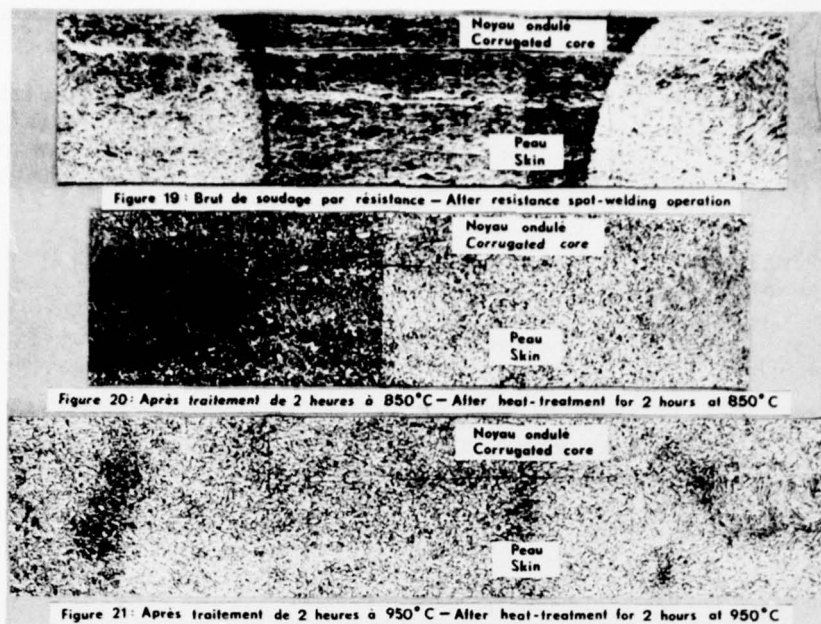 Noyau ondulé
Corrugated core
Peau
Skin
Figure 19: Brut de soudage par résistance — After resistance spot-welding operation
Noyau ondulé
Corrugated core
Peau
Skin
Figure 20: Après traitement de 2 heures à 850°C — After heat-treatment for 2 hours at 850°C
Noyau ondulé
Corrugated core
Peau
Skin
Figure 21: Après traitement de 2 heures à 950°C — After heat-treatment for 2 hours at 950°C